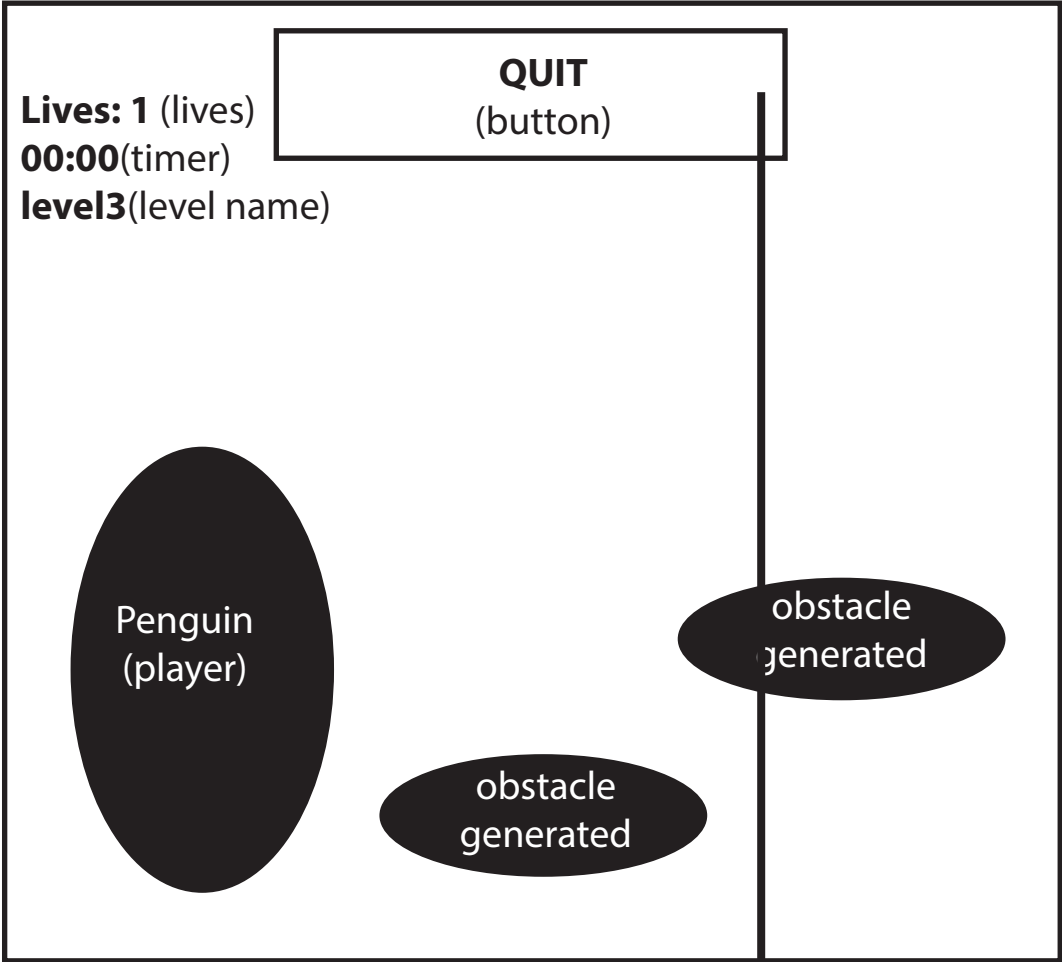 QUIT
(button)
Lives: 1 (lives)
00:00(timer)
level3(level name)
Penguin
(player)
obstacle
generated
obstacle
generated